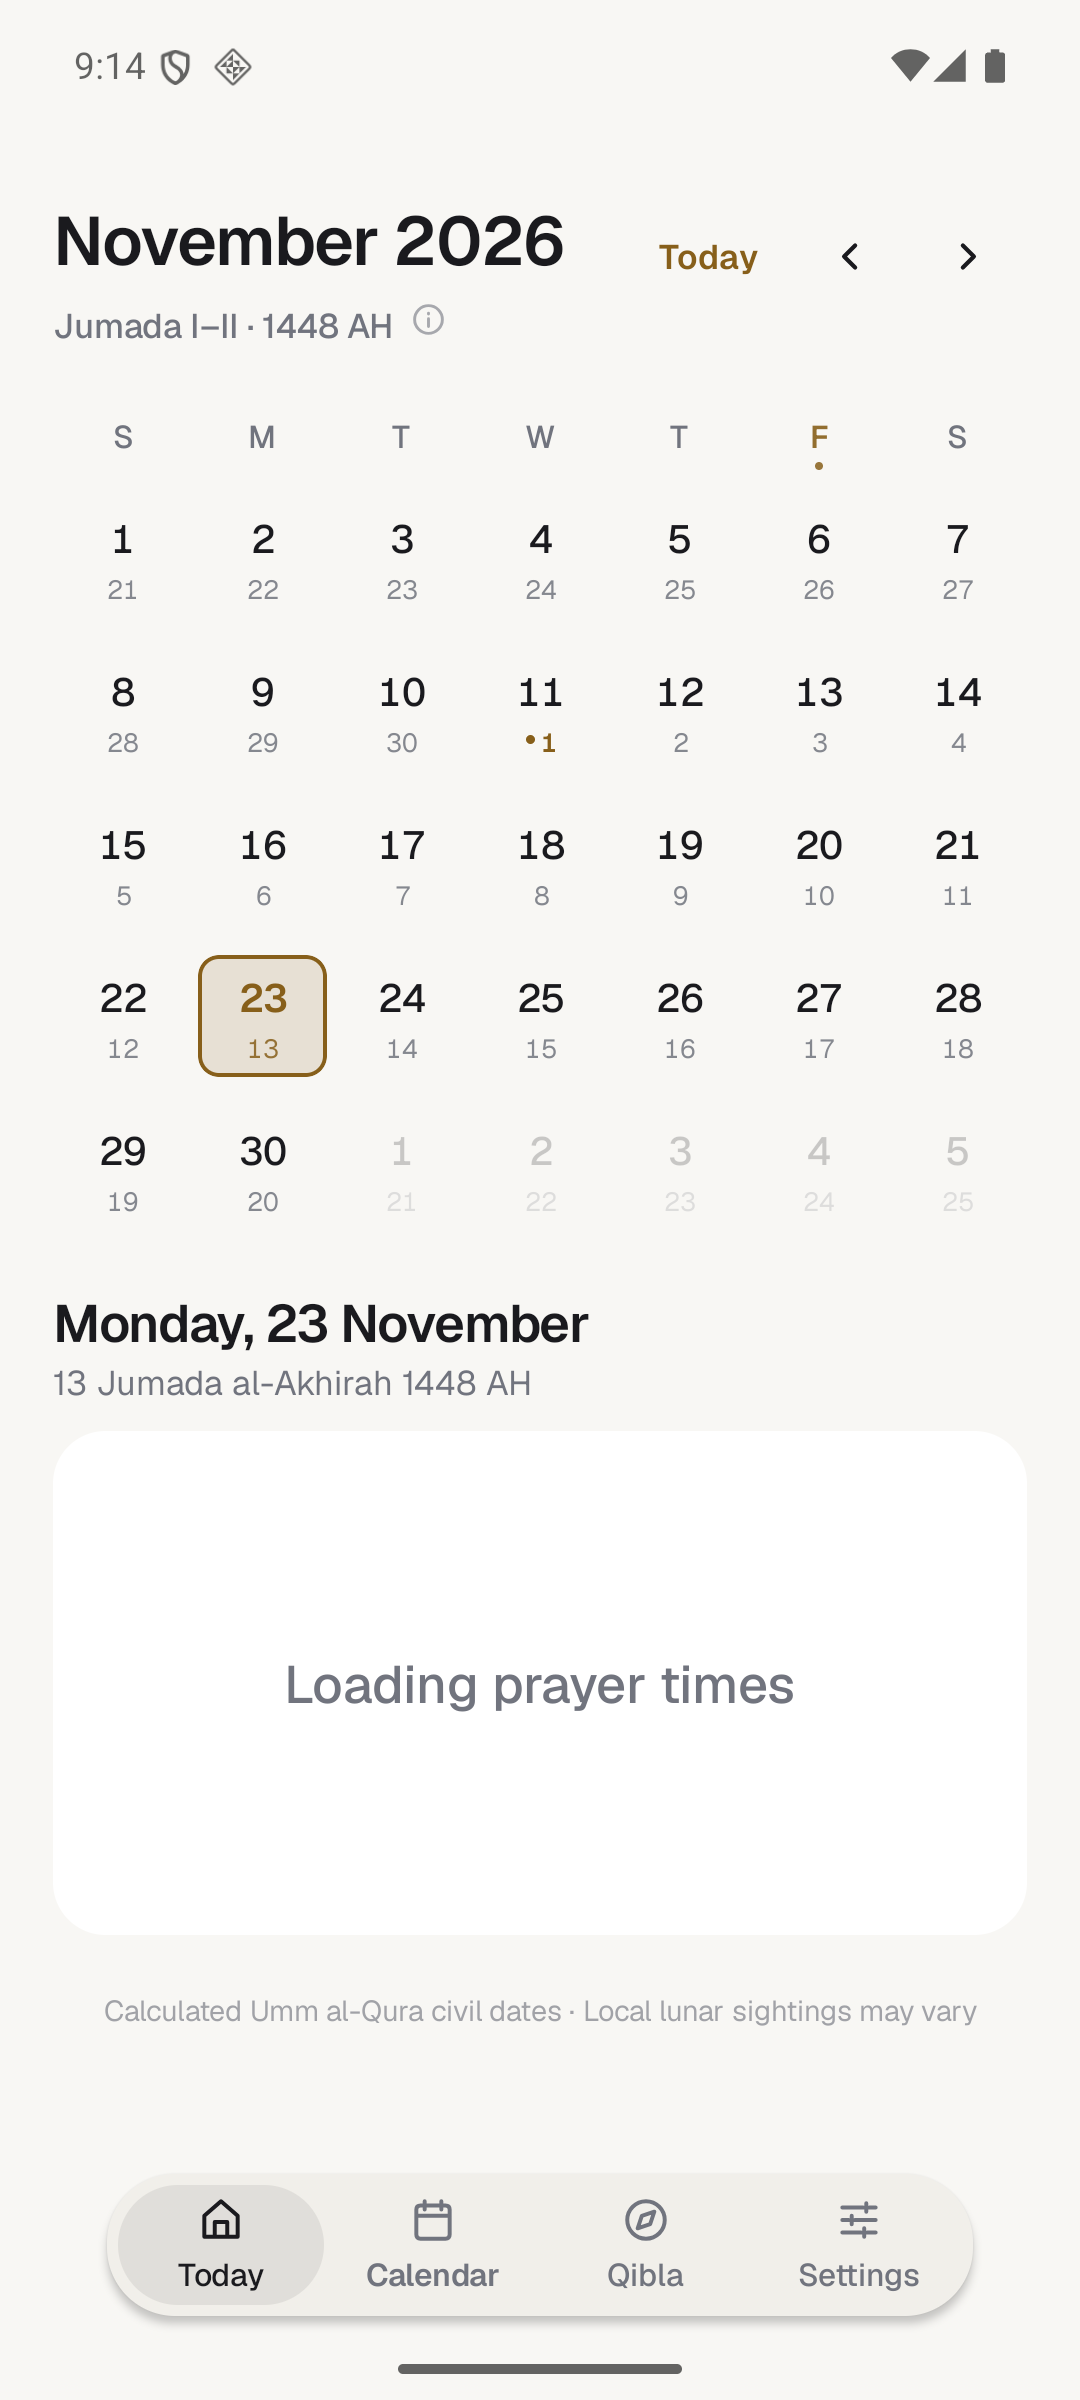 9:14
November 2026
Today
Jumada I–II · 1448 AH
S M T W T F S
1 2 3 4 5 6 7
21 22 23 24 25 26 27
8 9 10 11 12 13 14
28 29 30 •1 2 3 4
15 16 17 18 19 20 21
5 6 7 8 9 10 11
22 23 24 25 26 27 28
12 13 14 15 16 17 18
29 30 1 2 3 4 5
19 20 21 22 23 24 25
Monday, 23 November
13 Jumada al-Akhirah 1448 AH
Loading prayer times
Calculated Umm al-Qura civil dates · Local lunar sightings may vary
Today Calendar Qibla Settings